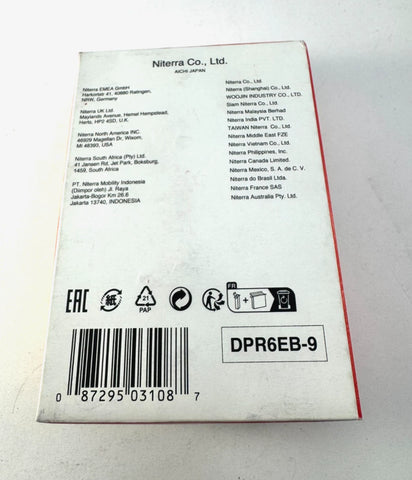 Niterra Co., Ltd.
AICHI JAPAN
Niterra EMEA GmbH
Harkortstr. 41, 40880 Ratingen,
NRW, Germany
Niterra UK Ltd.
Maylands Avenue, Hemel Hempstead,
Herts, HP2 4SD, U.K.
Niterra North America INC.
46929 Magellan Dr, Wixom,
MI 48393, USA
Niterra South Africa (Pty) Ltd.
41 Jansen Rd, Jet Park, Boksburg,
1459, South Africa
PT. Niterra Mobility Indonesia
(Diimpor oleh) Jl. Raya
Jakarta-Bogor Km 26.6
Jakarta 13740, INDONESIA
Niterra Co., Ltd.
Niterra (Shanghai) Co., Ltd.
WOOJIN INDUSTRY CO., LTD.
Siam Niterra Co., Ltd.
Niterra Malaysia Berhad
Niterra India PVT. LTD.
TAIWAN Niterra Co., Ltd.
Niterra Middle East FZE
Niterra Vietnam Co., Ltd.
Niterra Philippines, Inc.
Niterra Canada Limited.
Niterra Mexico, S. A. de C. V.
Niterra do Brasil Ltda.
Niterra France SAS
Niterra Australia Pty. Ltd.
EAC
紙
21
PAP
FR
+
DPR6EB-9
0 87295 03108 7